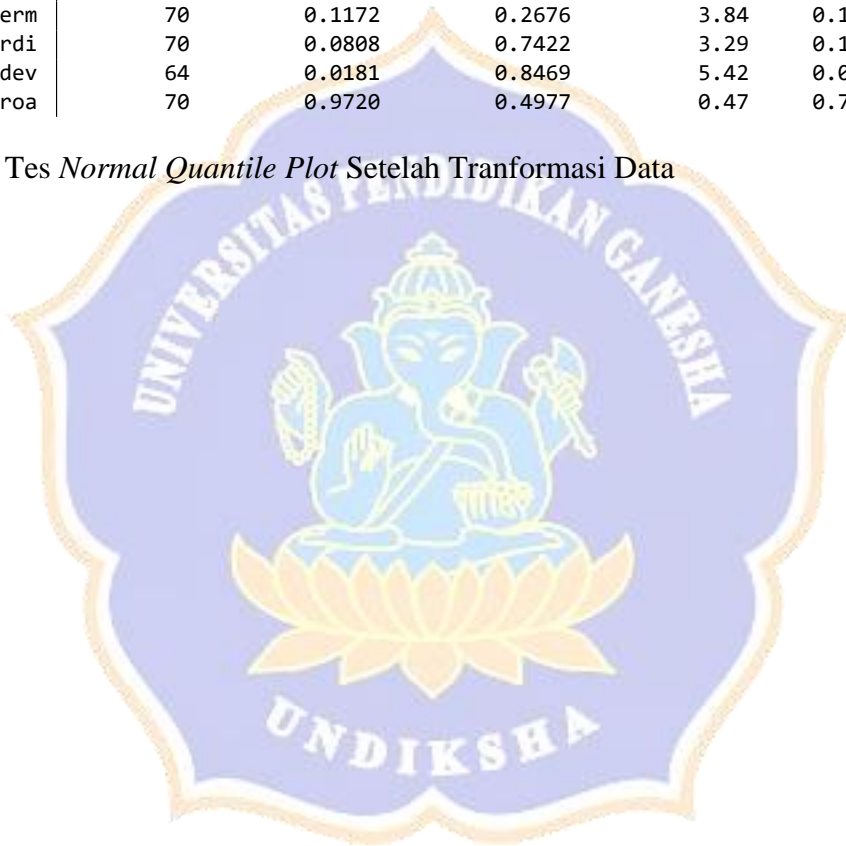 erm 70 0.1172 0.2676 3.84 0.1
rdi 70 0.0808 0.7422 3.29 0.1
dev 64 0.0181 0.8469 5.42 0.0
roa 70 0.9720 0.4977 0.47 0.7
Tes Normal Quantile Plot Setelah Tranformasi Data
UNIVERSITAS PENDIDIKAN GANESHA
UNDIKSHA